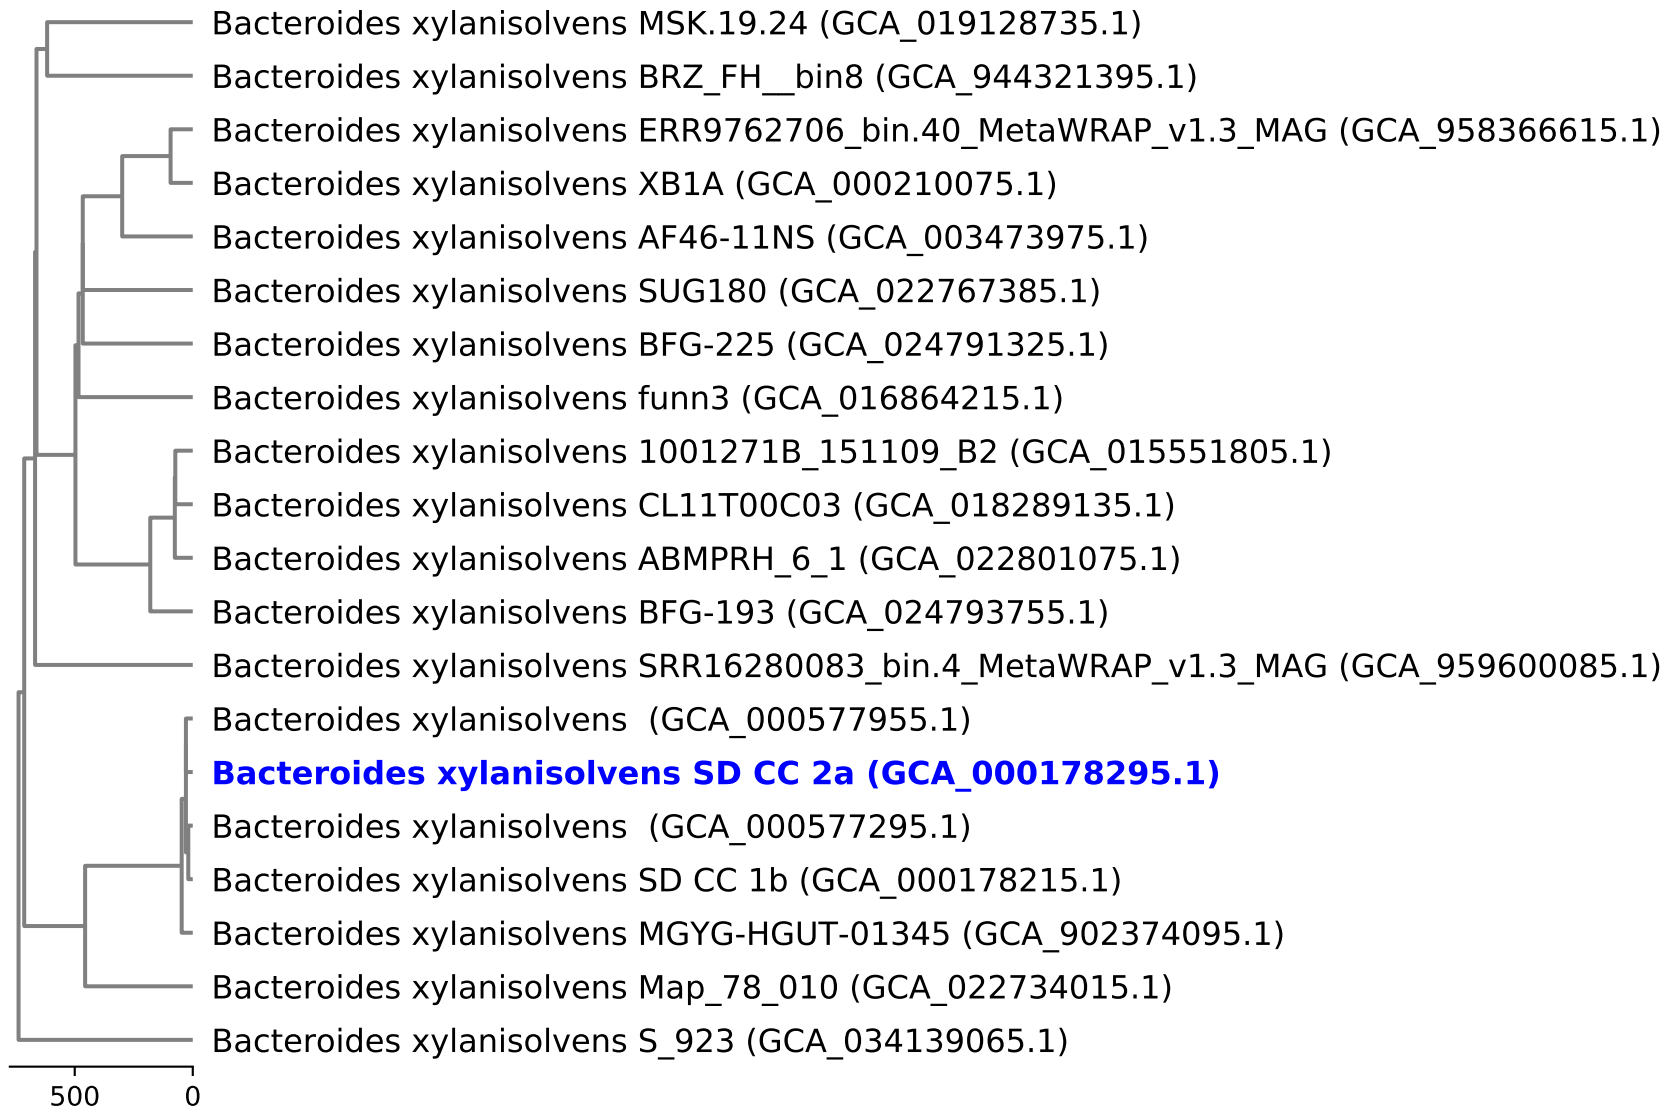 Bacteroides xylanisolvens MSK.19.24 (GCA_019128735.1)
Bacteroides xylanisolvens BRZ_FH__bin8 (GCA_944321395.1)
Bacteroides xylanisolvens ERR9762706_bin.40_MetaWRAP_v1.3_MAG (GCA_958366615.1)
Bacteroides xylanisolvens XB1A (GCA_000210075.1)
Bacteroides xylanisolvens AF46-11NS (GCA_003473975.1)
Bacteroides xylanisolvens SUG180 (GCA_022767385.1)
Bacteroides xylanisolvens BFG-225 (GCA_024791325.1)
Bacteroides xylanisolvens funn3 (GCA_016864215.1)
Bacteroides xylanisolvens 1001271B_151109_B2 (GCA_015551805.1)
Bacteroides xylanisolvens CL11T00C03 (GCA_018289135.1)
Bacteroides xylanisolvens ABMPRH_6_1 (GCA_022801075.1)
Bacteroides xylanisolvens BFG-193 (GCA_024793755.1)
Bacteroides xylanisolvens SRR16280083_bin.4_MetaWRAP_v1.3_MAG (GCA_959600085.1)
Bacteroides xylanisolvens  (GCA_000577955.1)
Bacteroides xylanisolvens SD CC 2a (GCA_000178295.1)
Bacteroides xylanisolvens  (GCA_000577295.1)
Bacteroides xylanisolvens SD CC 1b (GCA_000178215.1)
Bacteroides xylanisolvens MGYG-HGUT-01345 (GCA_902374095.1)
Bacteroides xylanisolvens Map_78_010 (GCA_022734015.1)
Bacteroides xylanisolvens S_923 (GCA_034139065.1)
500 0